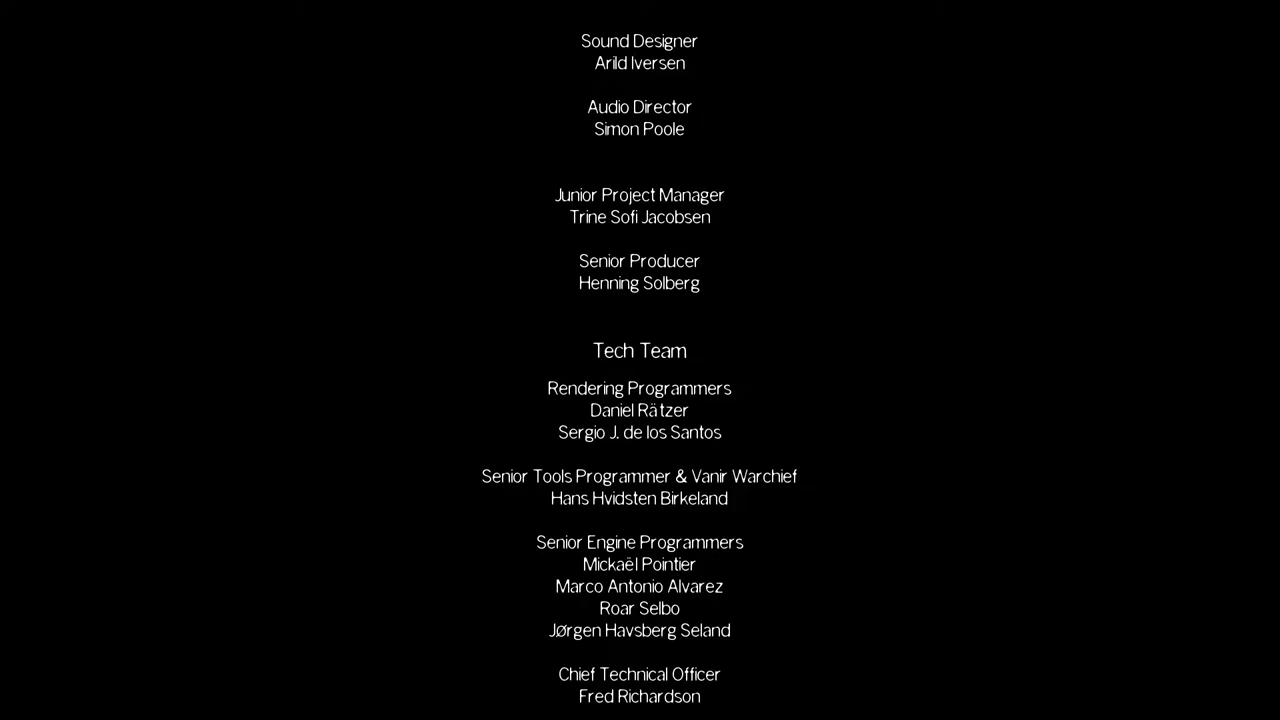 Sound Designer
Arild Iversen
Audio Director
Simon Poole
Junior Project Manager
Trine Sofi Jacobsen
Senior Producer
Henning Solberg
Tech Team
Rendering Programmers
Daniel Rätzer
Sergio J. de los Santos
Senior Tools Programmer & Vanir Warchief
Hans Hvidsten Birkeland
Senior Engine Programmers
Mickaël Pointier
Marco Antonio Alvarez
Roar Selbo
Jørgen Havsberg Seland
Chief Technical Officer
Fred Richardson